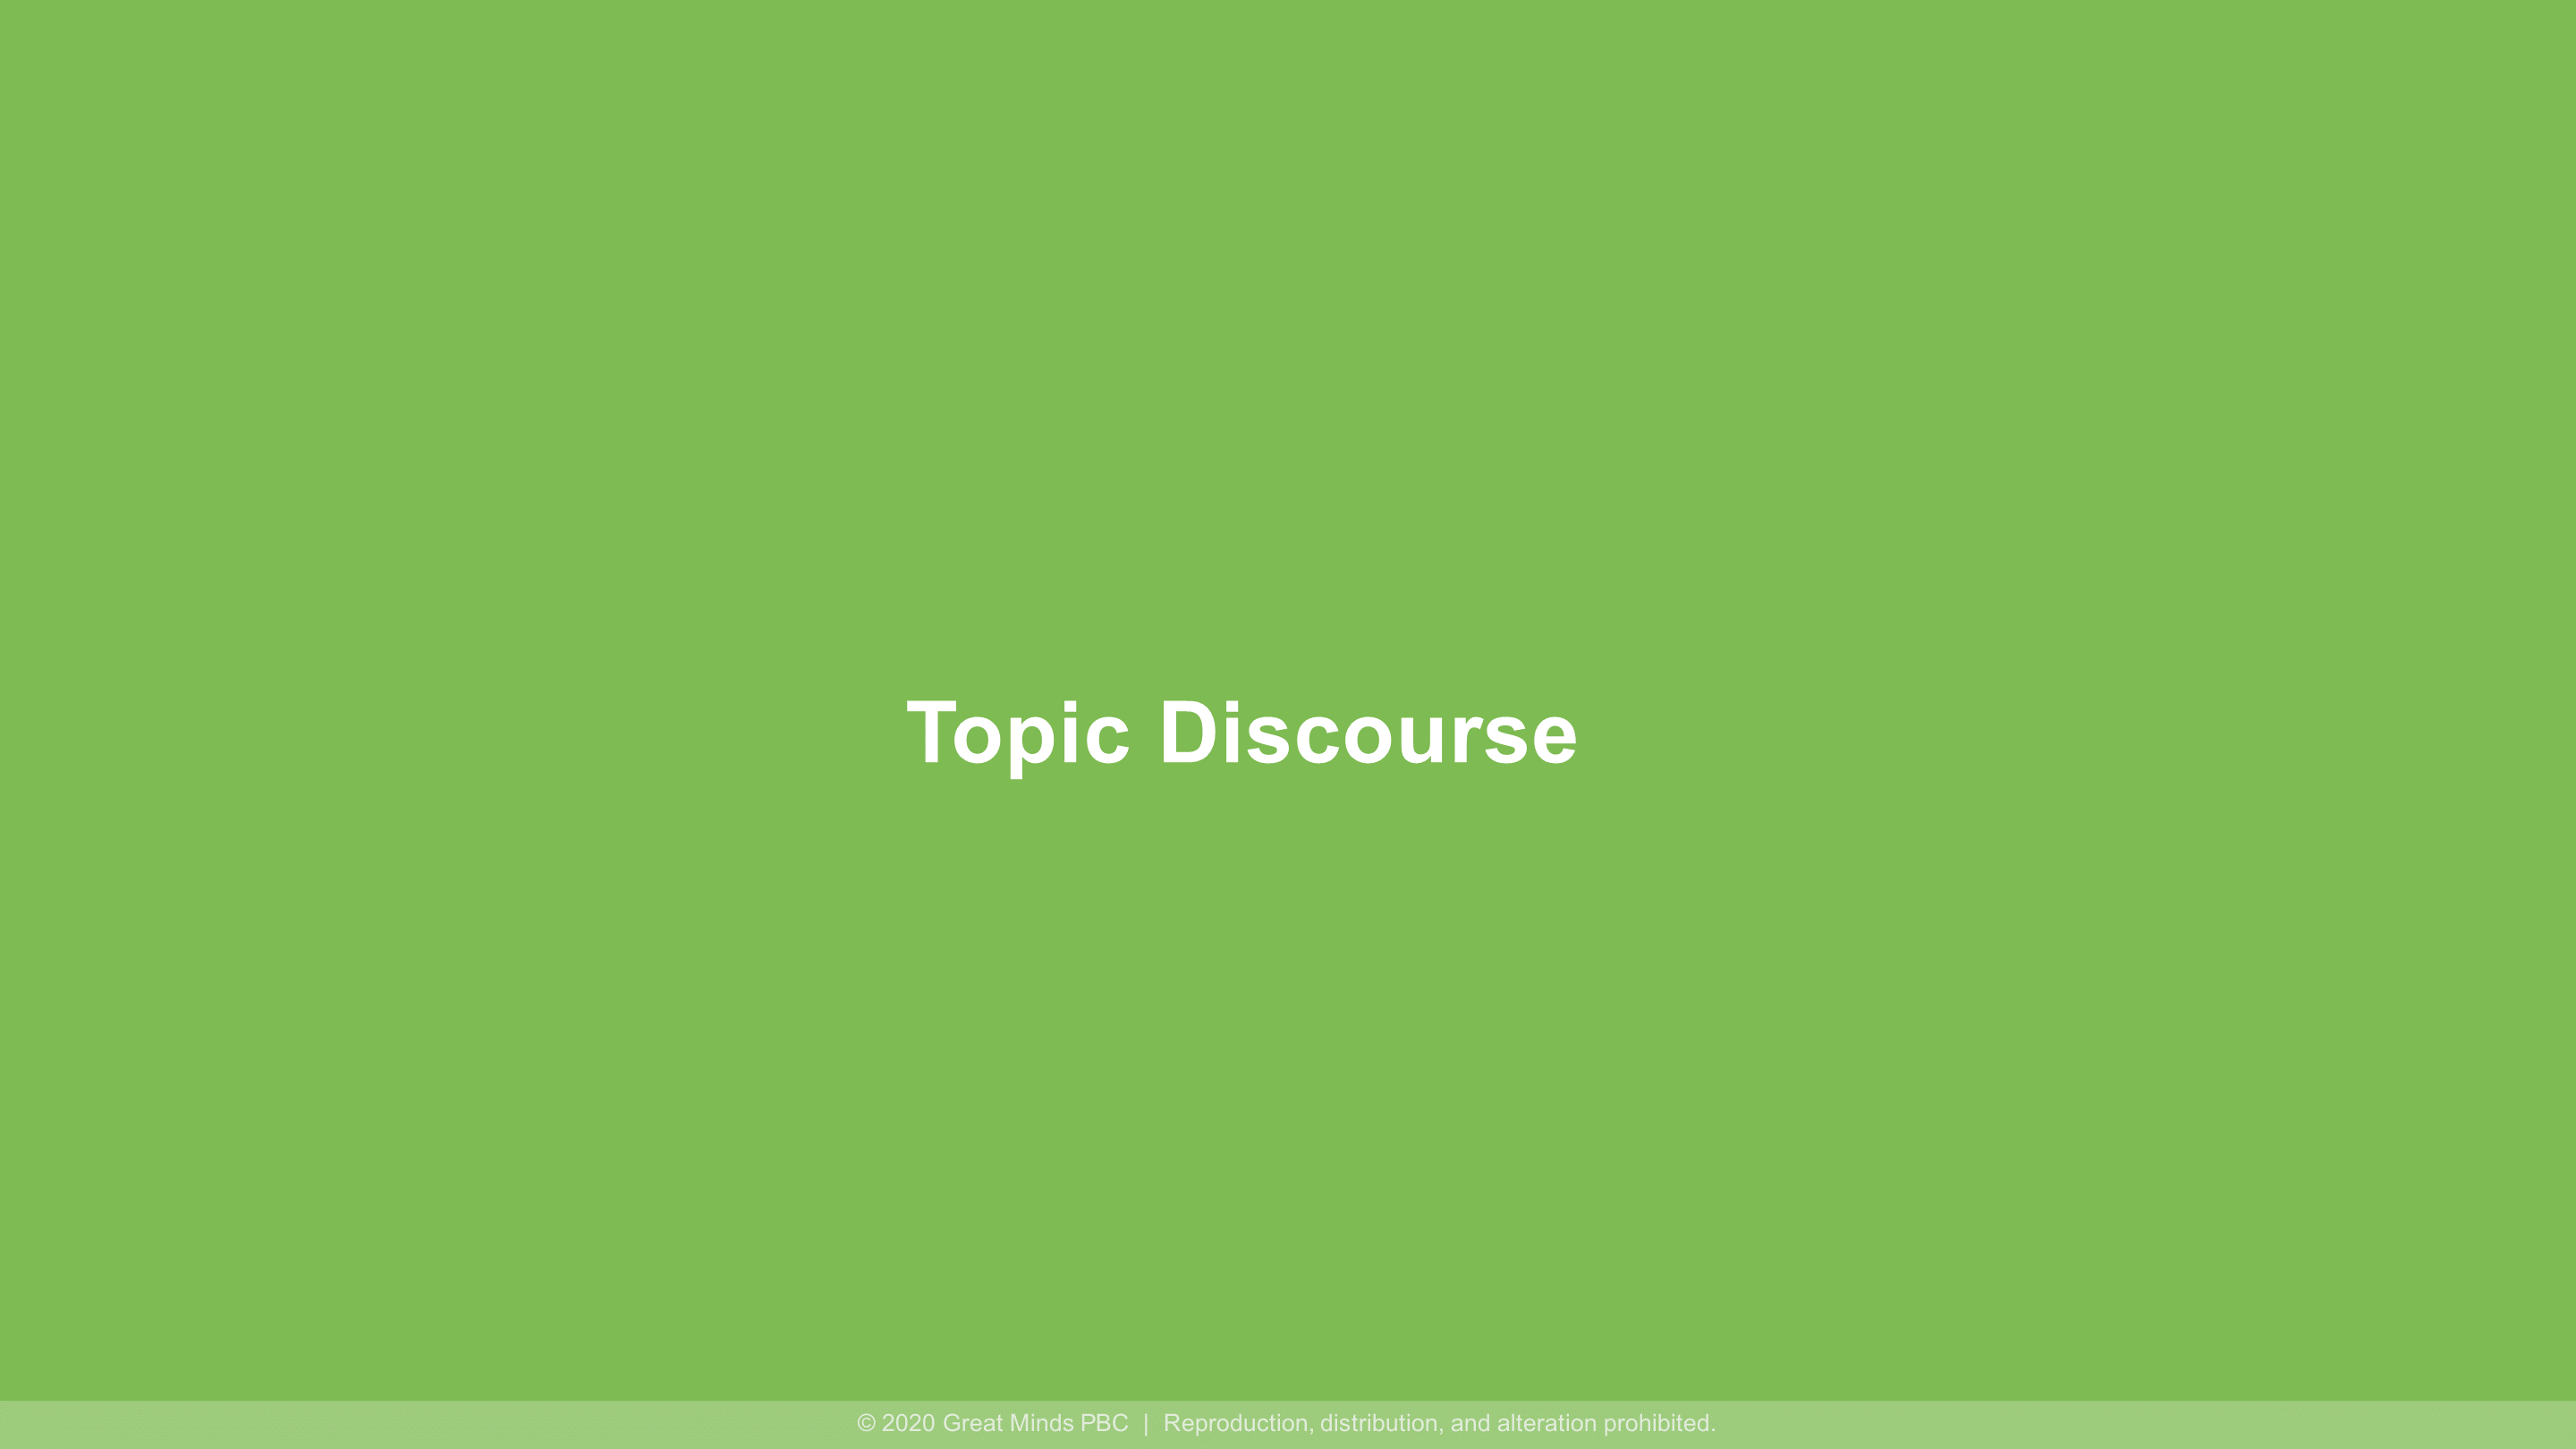 Topic Discourse
© 2020 Great Minds PBC | Reproduction, distribution, and alteration prohibited.